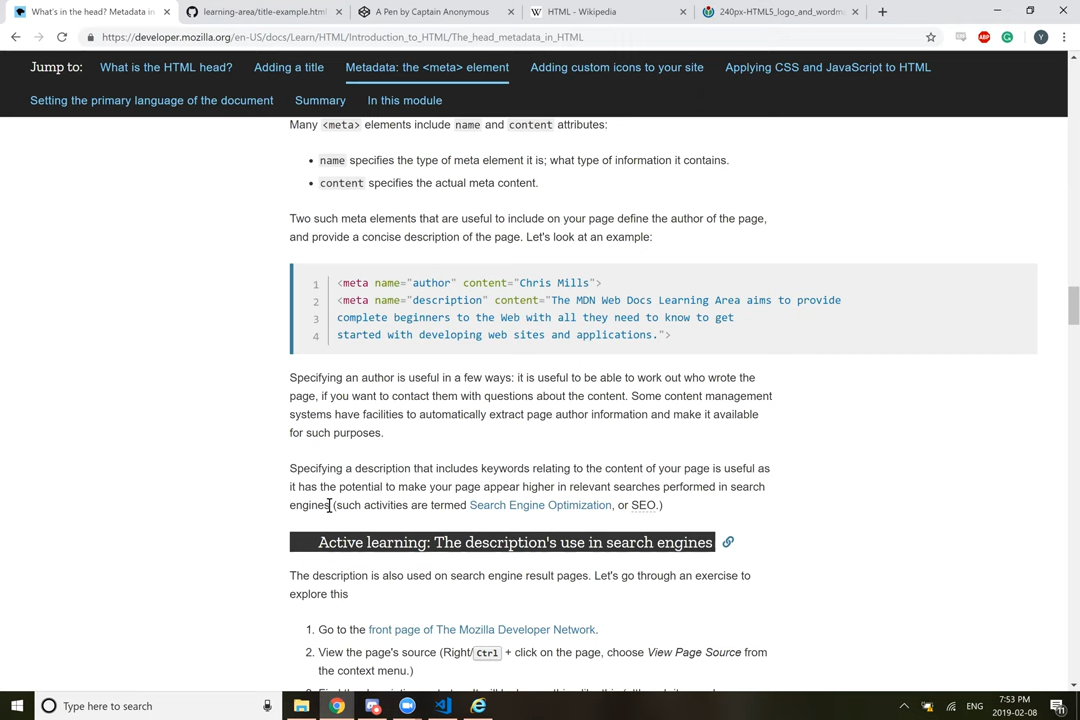 What's in the head? Metadata in
learning-area/title-example.html
A Pen by Captain Anonymous
HTML - Wikipedia
240px-HTML5_logo_and_wordm
https://developer.mozilla.org/en-US/docs/Learn/HTML/Introduction_to_HTML/The_head_metadata_in_HTML
ABP
G
Y
Jump to: What is the HTML head? Adding a title Metadata: the <meta> element Adding custom icons to your site Applying CSS and JavaScript to HTML
Setting the primary language of the document Summary In this module
Many <meta> elements include name and content attributes:
• name specifies the type of meta element it is; what type of information it contains.
• content specifies the actual meta content.
Two such meta elements that are useful to include on your page define the author of the page,
and provide a concise description of the page. Let's look at an example:
1 <meta name="author" content="Chris Mills">
2 <meta name="description" content="The MDN Web Docs Learning Area aims to provide
3 complete beginners to the Web with all they need to know to get
4 started with developing web sites and applications.">
Specifying an author is useful in a few ways: it is useful to be able to work out who wrote the
page, if you want to contact them with questions about the content. Some content management
systems have facilities to automatically extract page author information and make it available
for such purposes.
Specifying a description that includes keywords relating to the content of your page is useful as
it has the potential to make your page appear higher in relevant searches performed in search
engines (such activities are termed Search Engine Optimization, or SEO.)
Active learning: The description's use in search engines
The description is also used on search engine result pages. Let's go through an exercise to
explore this
1. Go to the front page of The Mozilla Developer Network.
2. View the page's source (Right/Ctrl + click on the page, choose View Page Source from
the context menu.)
Type here to search
ENG
7:53 PM
2019-02-08